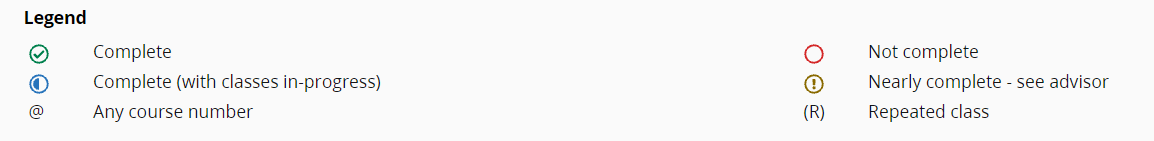 Legend
Complete
Not complete
Complete (with classes in-progress)
Nearly complete - see advisor
@ Any course number
(R) Repeated class